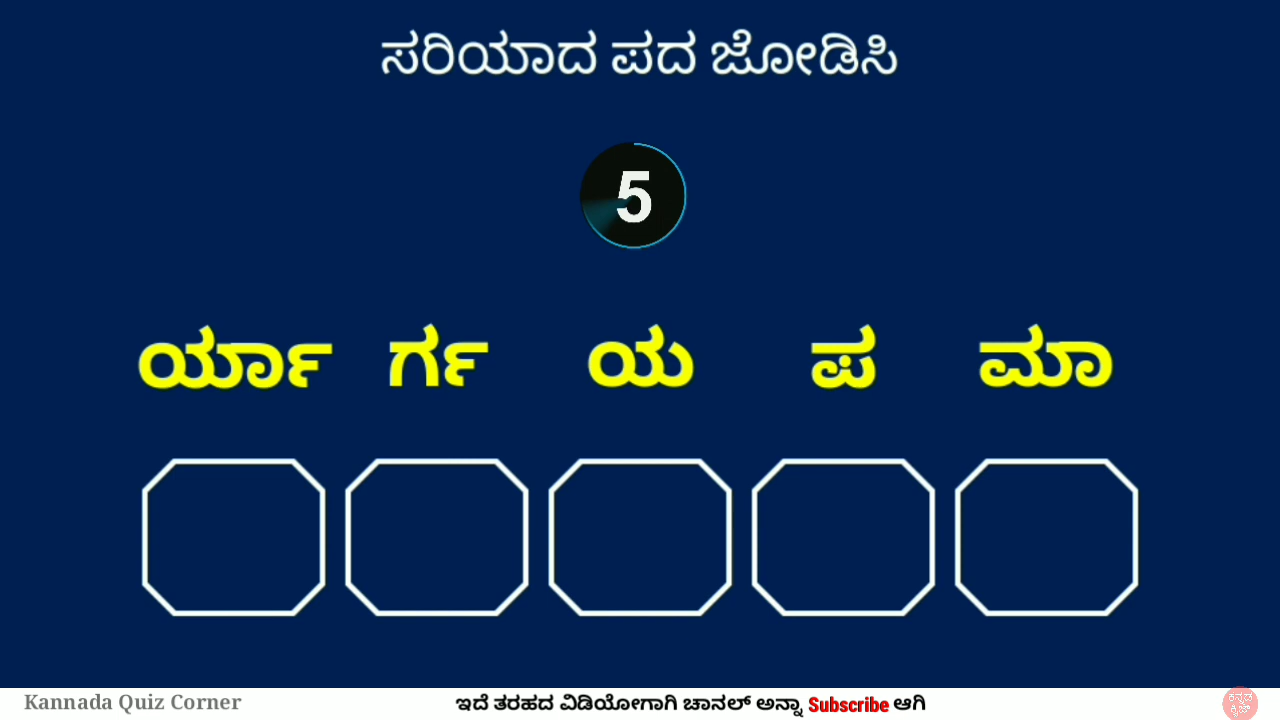 ಸರಿಯಾದ ಪದ ಜೋಡಿಸಿ
5
ರ್ಯಾ ರ್ಗ ಯ ಪ ಮಾ
Kannada Quiz Corner ಇದೆ ತರಹದ ವಿಡಿಯೋಗಾಗಿ ಚಾನಲ್ ಅನ್ನಾ Subscribe ಆಗಿ